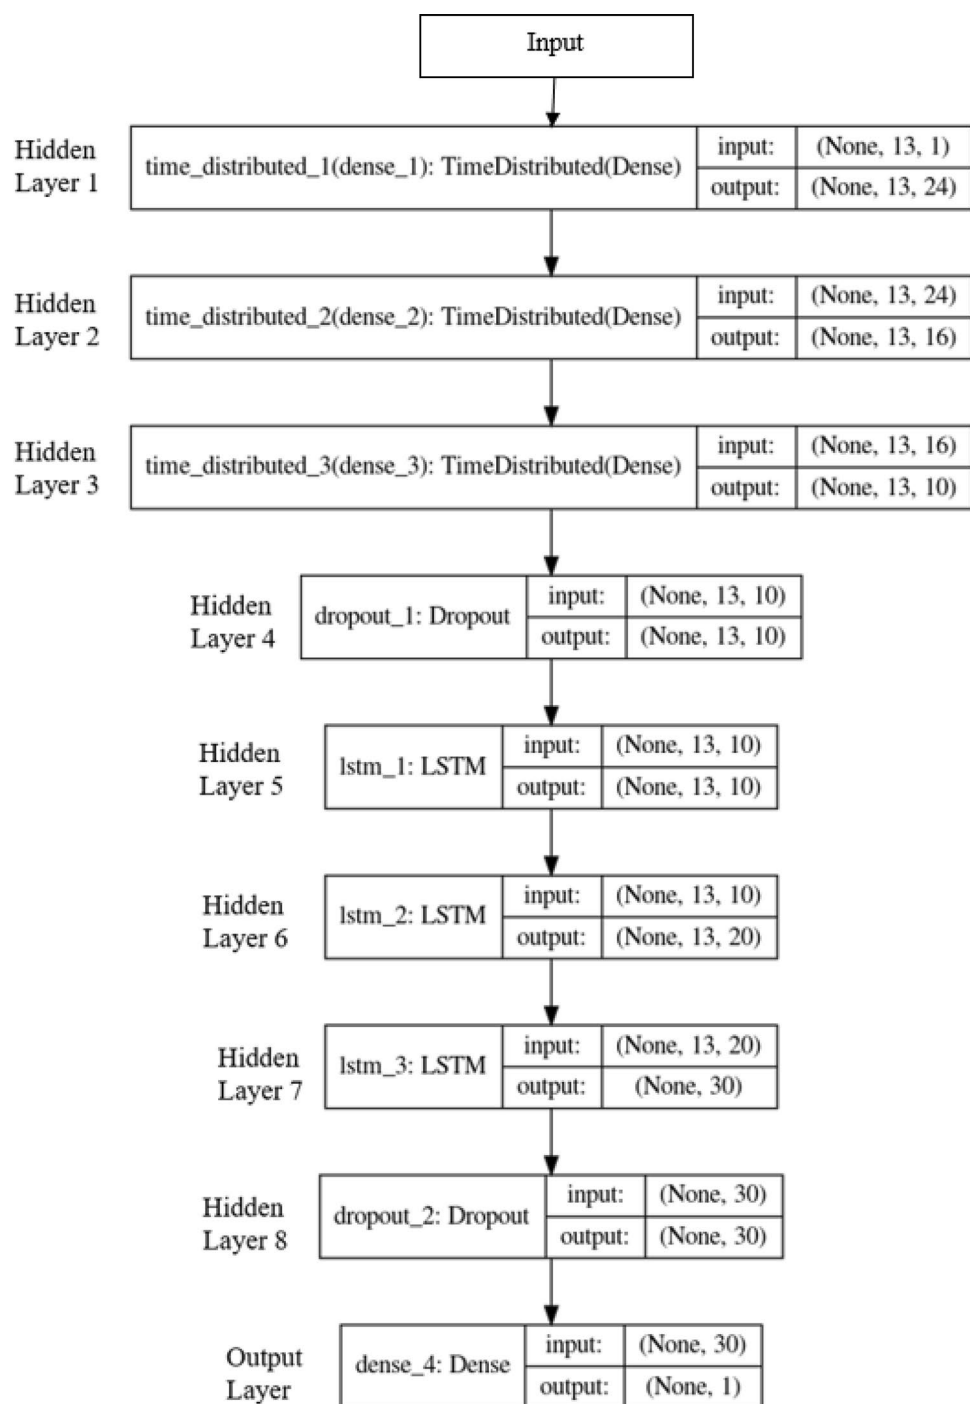 Input
Hidden
Layer 1
time_distributed_1(dense_1): TimeDistributed(Dense)
input: (None, 13, 1)
output: (None, 13, 24)
Hidden
Layer 2
time_distributed_2(dense_2): TimeDistributed(Dense)
input: (None, 13, 24)
output: (None, 13, 16)
Hidden
Layer 3
time_distributed_3(dense_3): TimeDistributed(Dense)
input: (None, 13, 16)
output: (None, 13, 10)
Hidden
Layer 4
dropout_1: Dropout
input: (None, 13, 10)
output: (None, 13, 10)
Hidden
Layer 5
lstm_1: LSTM
input: (None, 13, 10)
output: (None, 13, 10)
Hidden
Layer 6
lstm_2: LSTM
input: (None, 13, 10)
output: (None, 13, 20)
Hidden
Layer 7
lstm_3: LSTM
input: (None, 13, 20)
output: (None, 30)
Hidden
Layer 8
dropout_2: Dropout
input: (None, 30)
output: (None, 30)
Output
Layer
dense_4: Dense
input: (None, 30)
output: (None, 1)